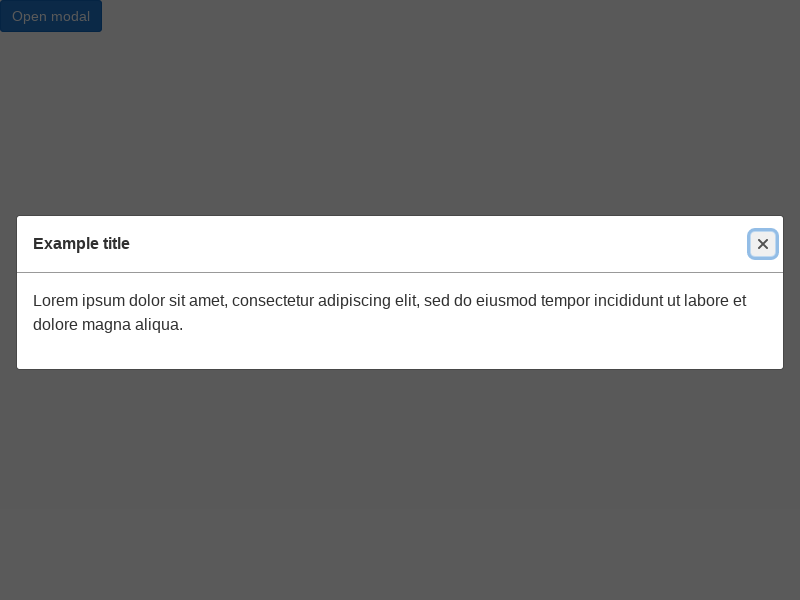 Open modal
Example title
Lorem ipsum dolor sit amet, consectetur adipiscing elit, sed do eiusmod tempor incididunt ut labore et
dolore magna aliqua.